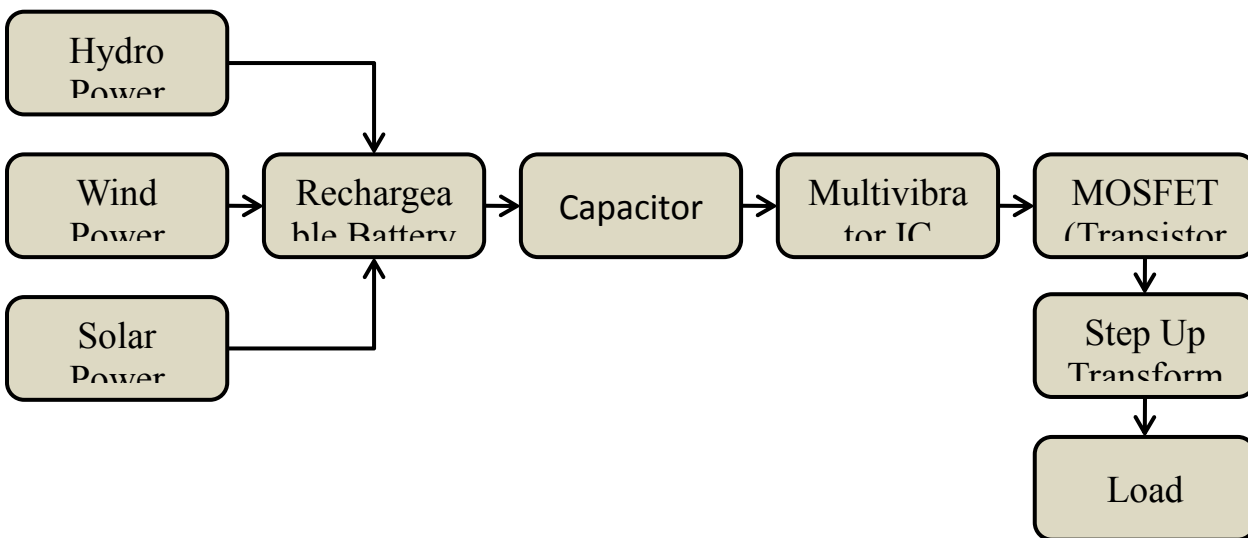 Hydro
Power
Wind
Power
Solar
Power
Rechargea
ble Battery
Capacitor
Multivibra
tor IC
MOSFET
(Transistor
Step Up
Transform
Load